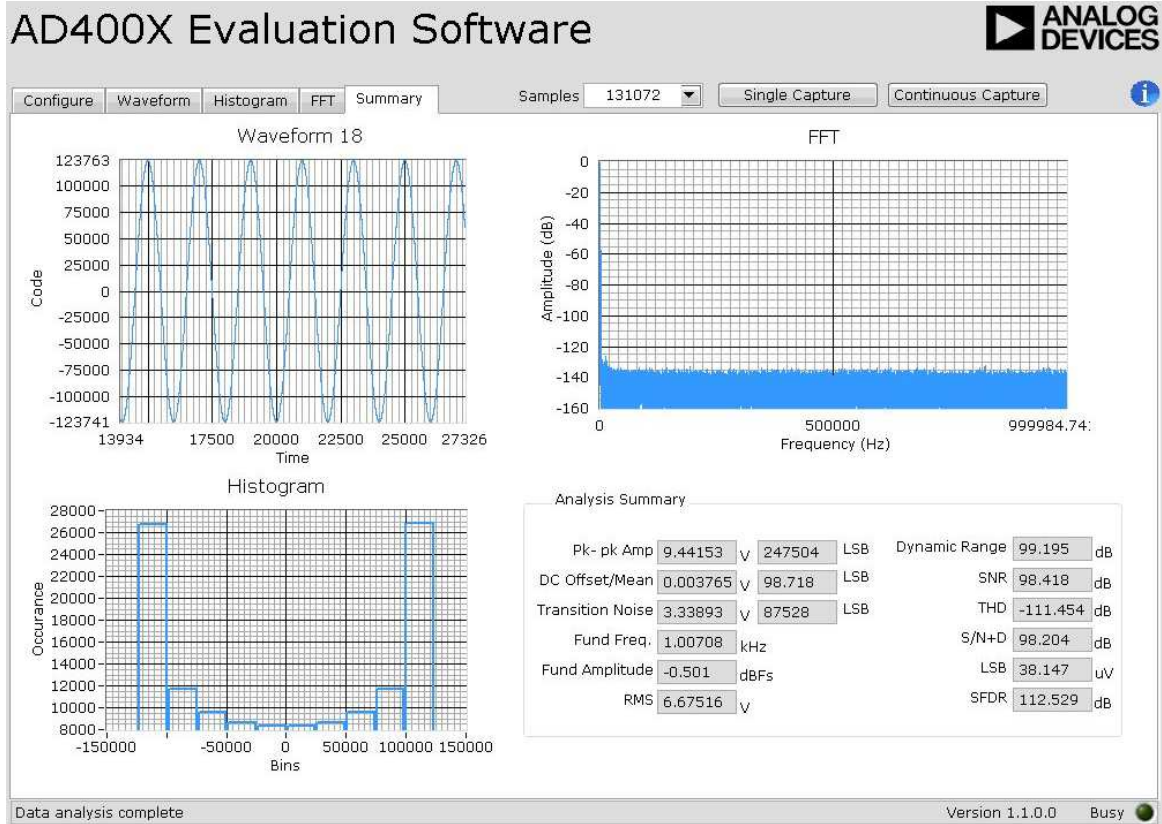 AD400X Evaluation Software
ANALOG
DEVICES
Configure Waveform Histogram FFT Summary Samples 131072 Single Capture Continuous Capture i
Waveform 18
123763
100000
75000
50000
25000
0
-25000
-50000
-75000
-100000
-123741
Code
13934 17500 20000 22500 25000 27326
Time
FFT
0
-20
-40
-60
-80
-100
-120
-140
-160
Amplitude (dB)
0 500000 999984.74
Frequency (Hz)
Histogram
28000
26000
24000
22000
20000
18000
16000
14000
12000
10000
8000
Occurance
-150000 -50000 0 50000 100000 150000
Bins
Analysis Summary
Pk- pk Amp 9.44153 V 247504 LSB
DC Offset/Mean 0.003765 V 98.718 LSB
Transition Noise 3.33893 V 87528 LSB
Fund Freq. 1.00708 kHz
Fund Amplitude -0.501 dBFs
RMS 6.67516 V
Dynamic Range 99.195 dB
SNR 98.418 dB
THD -111.454 dB
S/N+D 98.204 dB
LSB 38.147 uV
SFDR 112.529 dB
Data analysis complete Version 1.1.0.0 Busy